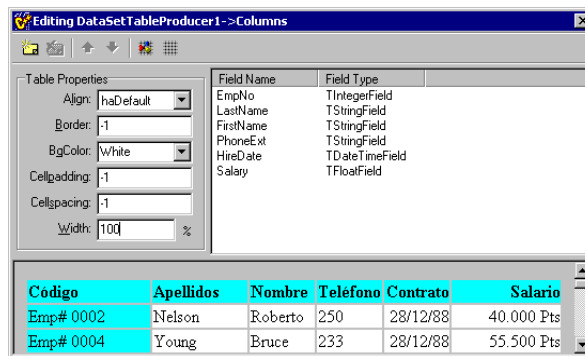 Editing DataSetTableProducer1->Columns
Table Properties
Align: haDefault
Border: -1
BgColor: White
Cellpadding: -1
Cellspacing: -1
Width: 100 %
Field Name Field Type
EmpNo TIntegerField
LastName TStringField
FirstName TStringField
PhoneExt TStringField
HireDate TDateTimeField
Salary TFloatField
Código Apellidos Nombre Teléfono Contrato Salario
Emp# 0002 Nelson Roberto 250 28/12/88 40.000 Pts
Emp# 0004 Young Bruce 233 28/12/88 55.500 Pts